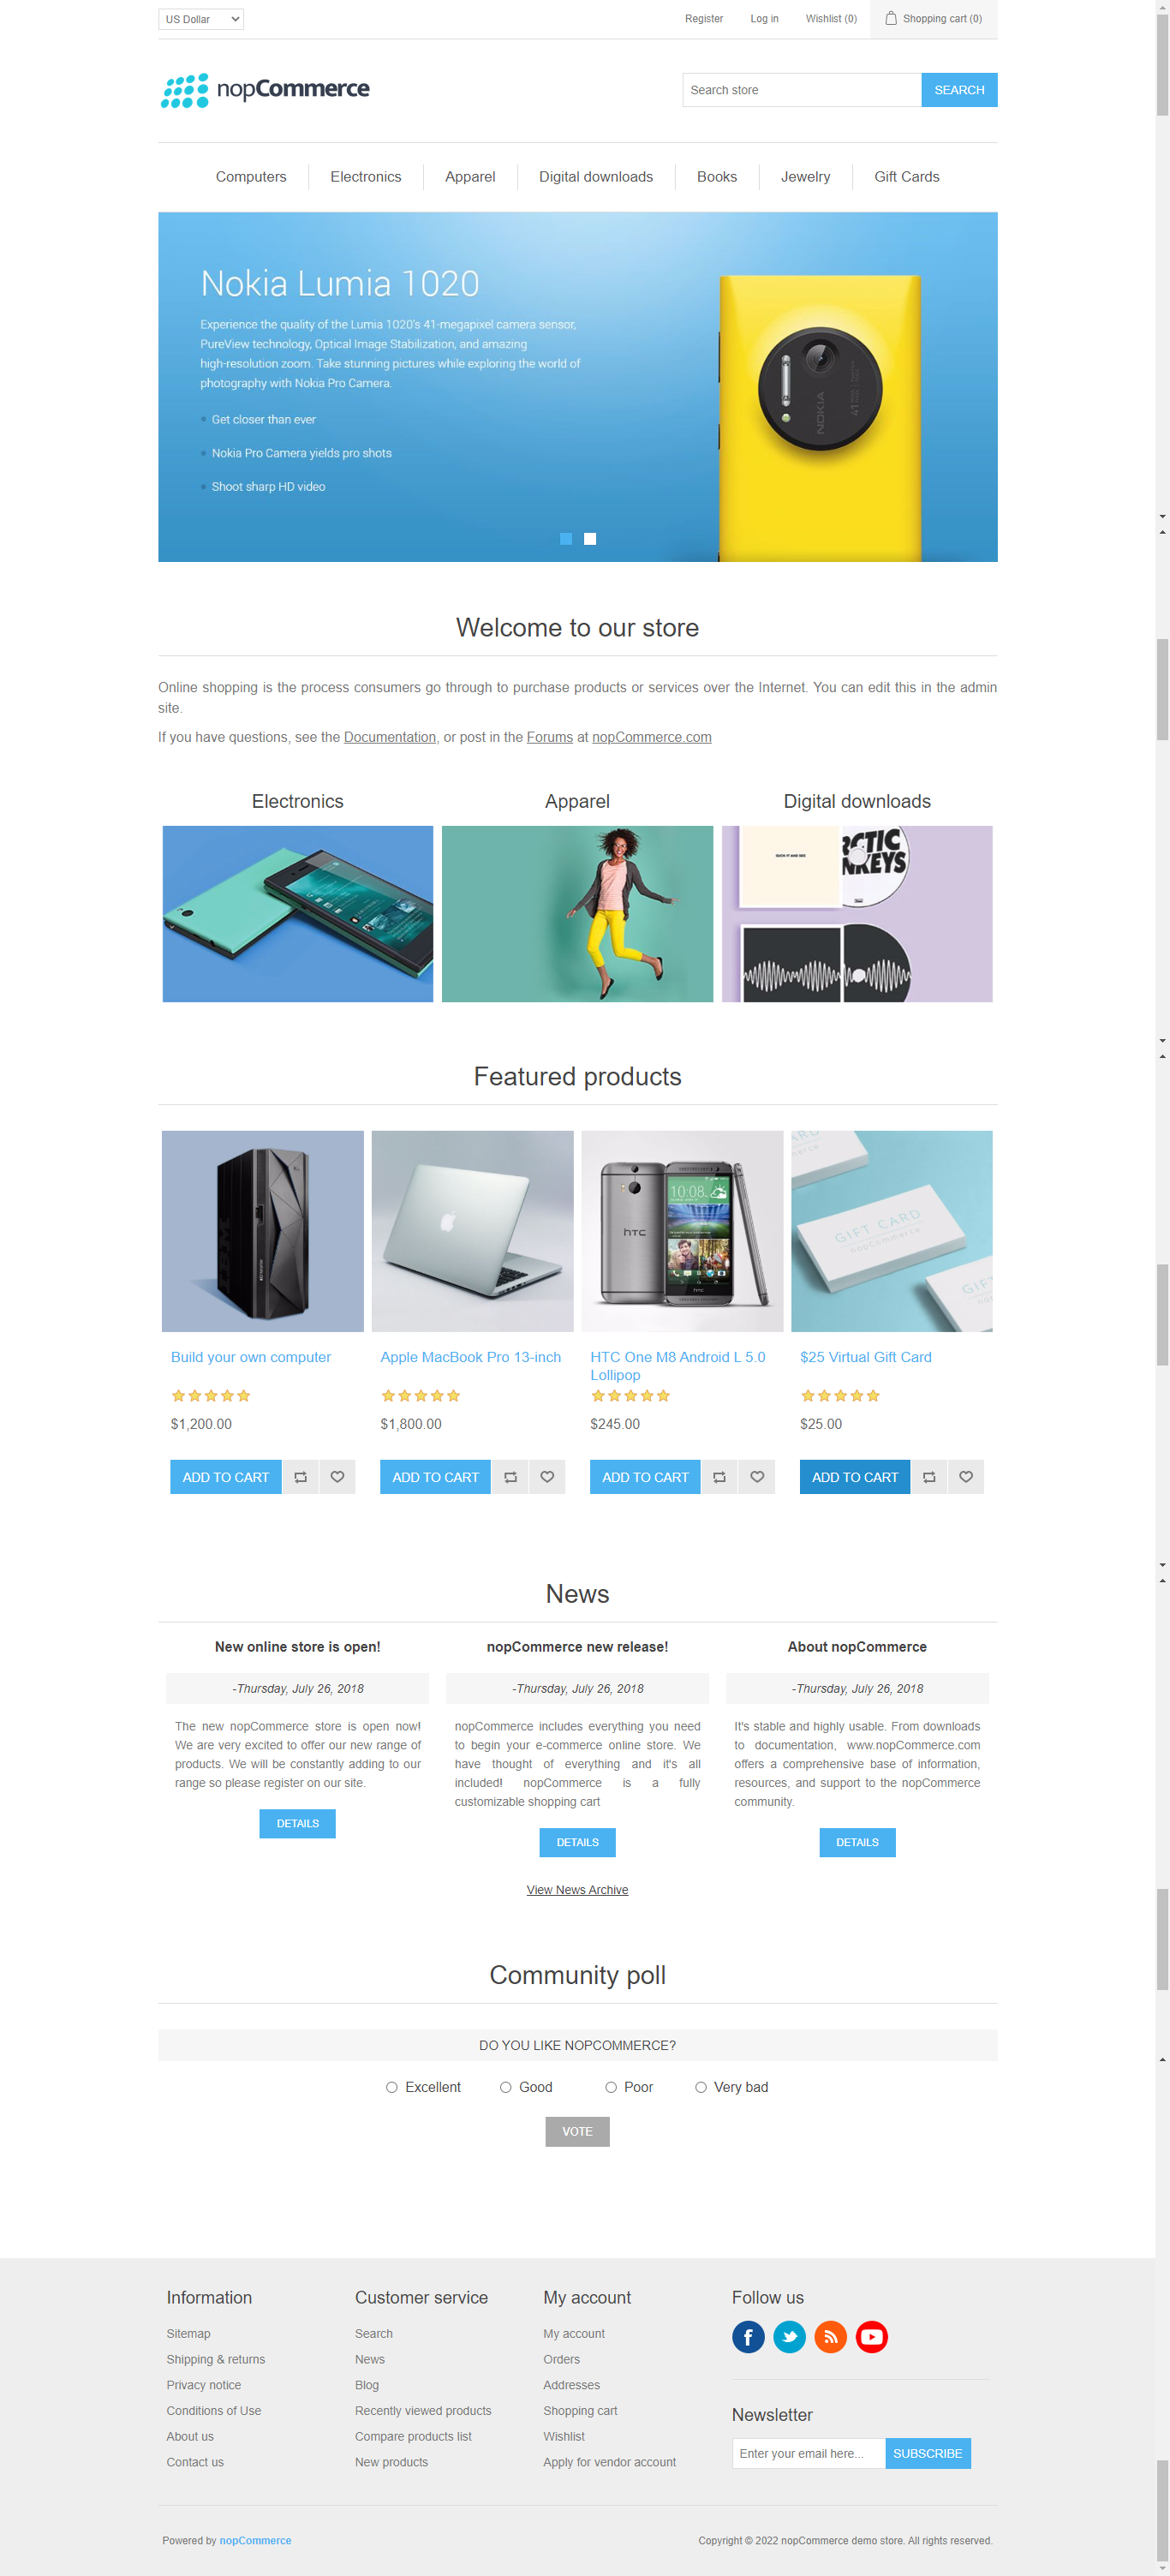 US Dollar
Register Log in Wishlist (0) Shopping cart (0)
nopCommerce
Search store SEARCH
Computers Electronics Apparel Digital downloads Books Jewelry Gift Cards
Nokia Lumia 1020
Experience the quality of the Lumia 1020's 41-megapixel camera sensor,
PureView technology, Optical Image Stabilization, and amazing
high-resolution zoom. Take stunning pictures while exploring the world of
photography with Nokia Pro Camera.
Get closer than ever
Nokia Pro Camera yields pro shots
Shoot sharp HD video
NOKIA
41
Welcome to our store
Online shopping is the process consumers go through to purchase products or services over the Internet. You can edit this in the admin
site.
If you have questions, see the Documentation, or post in the Forums at nopCommerce.com
Electronics Apparel Digital downloads
CTIC
NKEYS
Featured products
10:08
hTC
hTC
GIFT CARD
nopCommerce
GIFT
Build your own computer
$1,200.00
ADD TO CART
Apple MacBook Pro 13-inch
$1,800.00
ADD TO CART
HTC One M8 Android L 5.0
Lollipop
$245.00
ADD TO CART
$25 Virtual Gift Card
$25.00
ADD TO CART
News
New online store is open!
-Thursday, July 26, 2018
The new nopCommerce store is open now!
We are very excited to offer our new range of
products. We will be constantly adding to our
range so please register on our site.
DETAILS
nopCommerce new release!
-Thursday, July 26, 2018
nopCommerce includes everything you need
to begin your e-commerce online store. We
have thought of everything and it's all
included! nopCommerce is a fully
customizable shopping cart
DETAILS
About nopCommerce
-Thursday, July 26, 2018
It's stable and highly usable. From downloads
to documentation, www.nopCommerce.com
offers a comprehensive base of information,
resources, and support to the nopCommerce
community.
DETAILS
View News Archive
Community poll
DO YOU LIKE NOPCOMMERCE?
Excellent Good Poor Very bad
VOTE
Information
Sitemap
Shipping & returns
Privacy notice
Conditions of Use
About us
Contact us
Customer service
Search
News
Blog
Recently viewed products
Compare products list
New products
My account
My account
Orders
Addresses
Shopping cart
Wishlist
Apply for vendor account
Follow us
Newsletter
Enter your email here... SUBSCRIBE
Powered by nopCommerce
Copyright © 2022 nopCommerce demo store. All rights reserved.